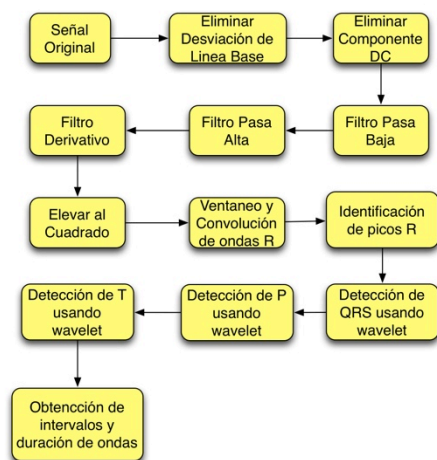 Señal
Original
Eliminar
Desviación de
Linea Base
Eliminar
Componente
DC
Filtro
Derivativo
Filtro Pasa
Alta
Filtro Pasa
Baja
Elevar al
Cuadrado
Ventaneo y
Convolución
de ondas R
Identificación
de picos R
Detección de T
usando
wavelet
Detección de P
usando
wavelet
Detección de
QRS usando
wavelet
Obtencción de
intervalos y
duración de ondas